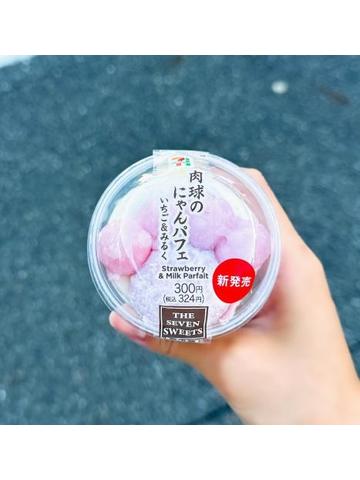 肉球の
にゃんパフェ
いちご&みるく
Strawberry
& Milk Parfait
300円
(税込 324円)
新発売
THE
SEVEN
SWEETS